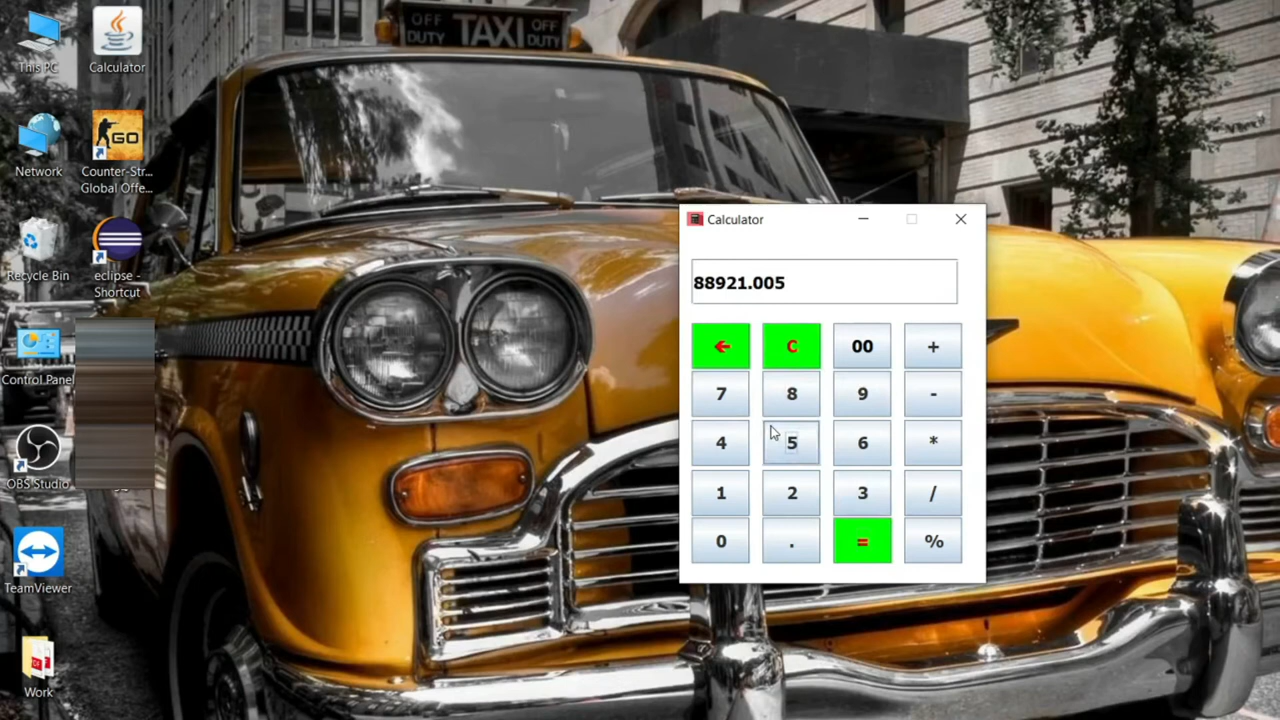 This PC
Calculator
Network
GO
Counter-Str...
Global Offe...
Recycle Bin
eclipse -
Shortcut
Control Panel
OBS Studio
TeamViewer
Work
OFF
DUTY
TAXI
OFF
DUTY
Calculator
88921.005
C
00
+
7
8
9
-
4
5
6
*
1
2
3
/
0
.
=
%